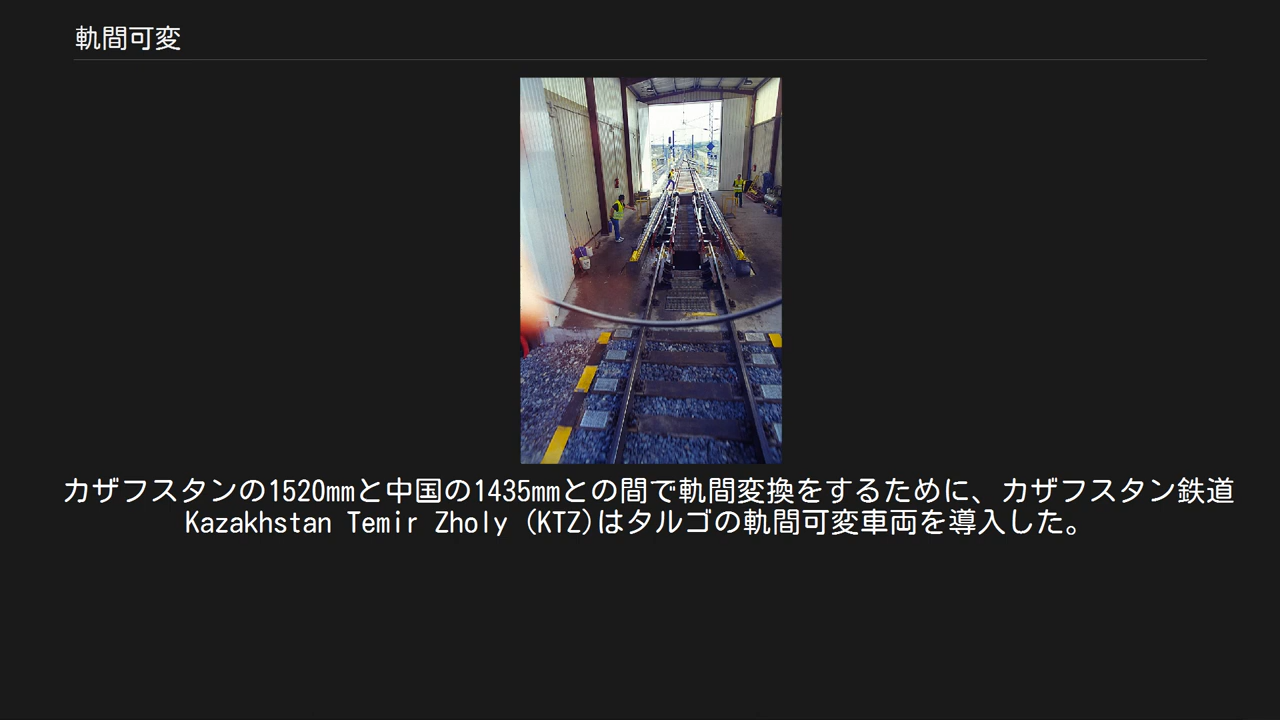 軌間可変
カザフスタンの1520mmと中国の1435mmとの間で軌間変換をするために、カザフスタン鉄道
Kazakhstan Temir Zholy (KTZ)はタルゴの軌間可変車両を導入した。